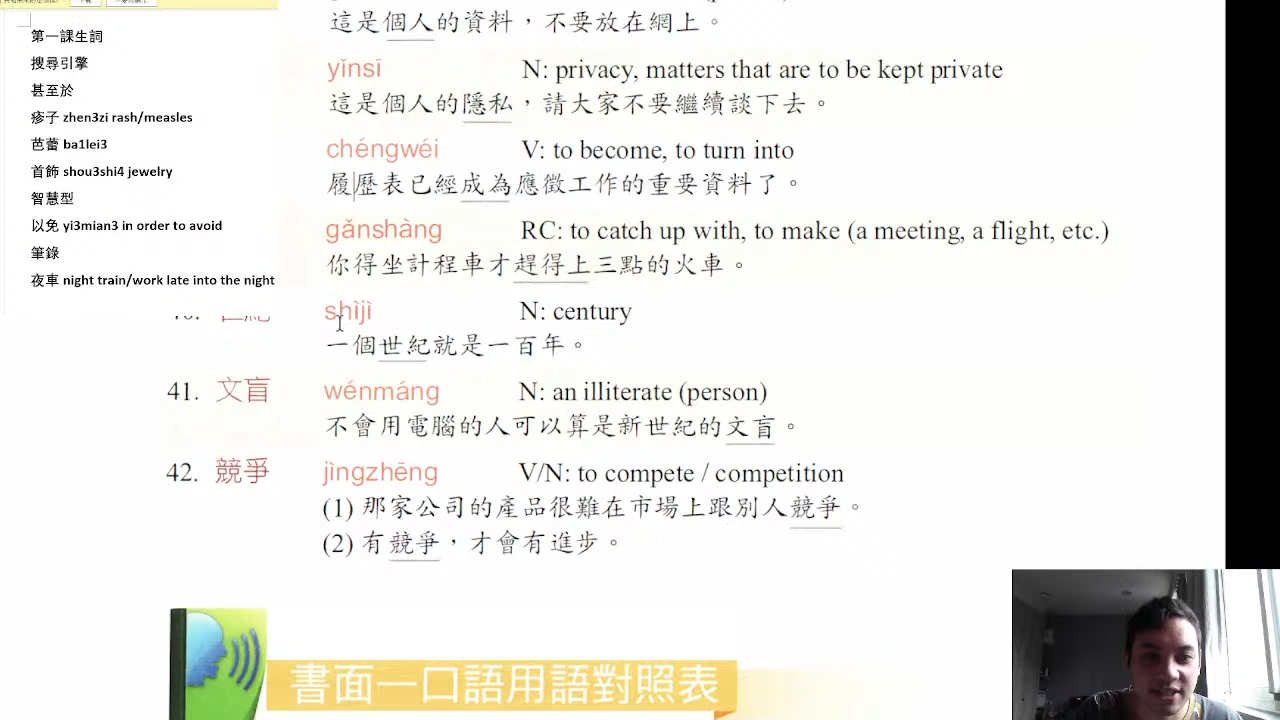 第一課生詞
搜尋引擎
甚至於
疹子 zhen3zi rash/measles
芭蕾 ba1lei3
首飾 shou3shi4 jewelry
智慧型
以免 yi3mian3 in order to avoid
筆錄
夜車 night train/work late into the night
這是個人的資料，不要放在網上。
yǐnsī N: privacy, matters that are to be kept private
這是個人的隱私，請大家不要繼續談下去。
chéngwéi V: to become, to turn into
履歷表已經成為應徵工作的重要資料了。
gǎnshàng RC: to catch up with, to make (a meeting, a flight, etc.)
你得坐計程車才趕得上三點的火車。
shìjì N: century
一個世紀就是一百年。
41. 文盲 wénmáng N: an illiterate (person)
不會用電腦的人可以算是新世紀的文盲。
42. 競爭 jìngzhēng V/N: to compete / competition
(1) 那家公司的產品很難在市場上跟別人競爭。
(2) 有競爭，才會有進步。
書面—口語用語對照表